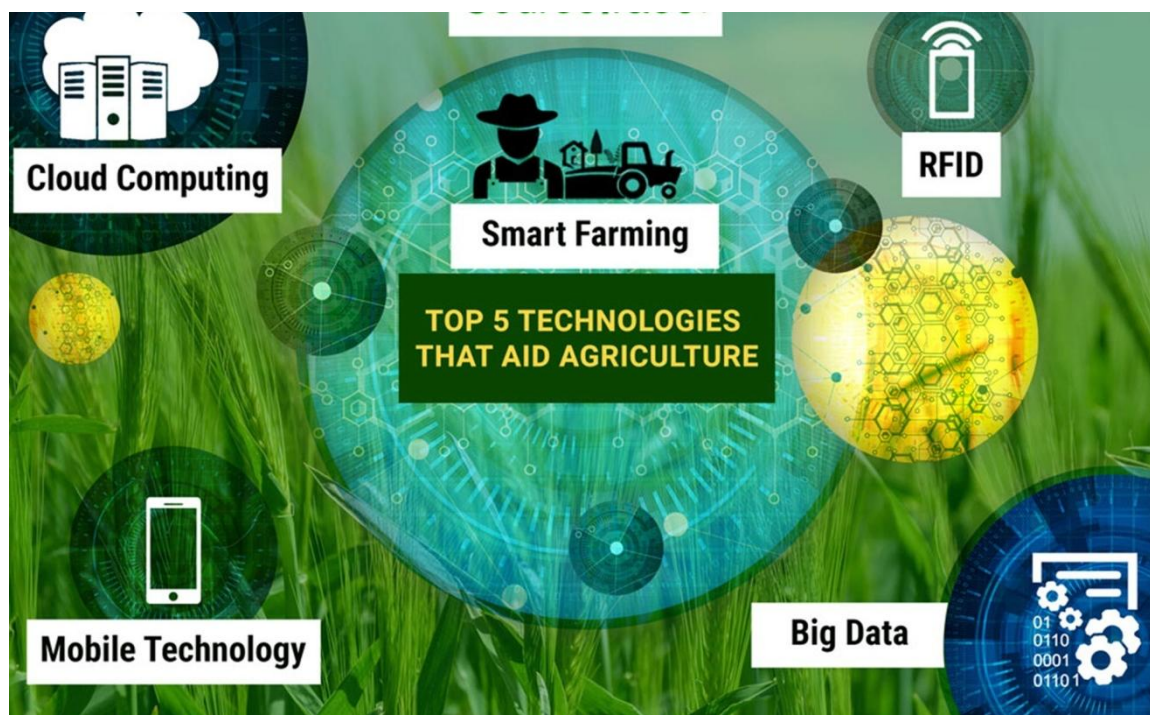 Cloud Computing
RFID
Smart Farming
TOP 5 TECHNOLOGIES
THAT AID AGRICULTURE
Mobile Technology
Big Data
01
0110
0001
01101